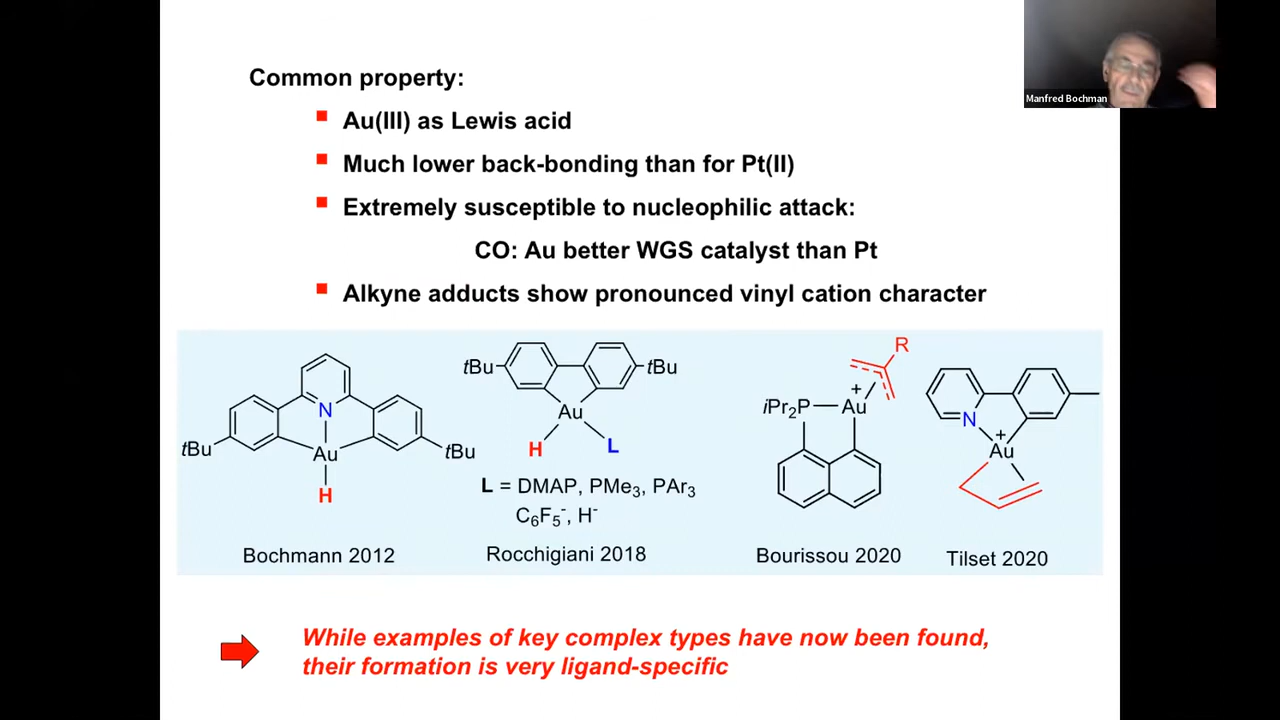 Common property:
Au(III) as Lewis acid
Much lower back-bonding than for Pt(II)
Extremely susceptible to nucleophilic attack:
CO: Au better WGS catalyst than Pt
Alkyne adducts show pronounced vinyl cation character
Manfred Bochman
N
tBu
Au
tBu
H
Bochmann 2012
tBu
tBu
Au
H
L
L = DMAP, PMe3, PAr3
C6F5-, H-
Rocchigiani 2018
R
+
iPr2P
Au
Bourissou 2020
N
+
Au
Tilset 2020
While examples of key complex types have now been found,
their formation is very ligand-specific